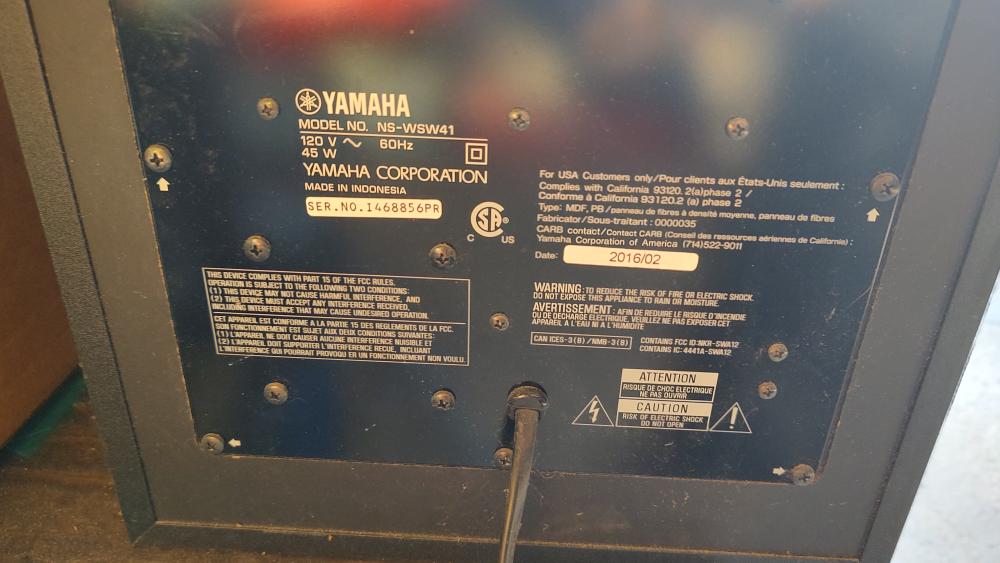 YAMAHA
MODEL NO. NS-WSW41
120 V ~ 60Hz
45 W
YAMAHA CORPORATION
MADE IN INDONESIA
SER.NO.I468856PR
SA®
C US
For USA Customers only/Pour clients aux États-Unis seulement :
Complies with California 93120. 2(a)phase 2 /
Conforme à California 93120.2 (a) phase 2
Type: MDF, PB/panneau de fibres à densité moyenne, panneau de fibres
Fabricator/Sous-traitant : 0000035
CARB contact/Contact CARB (Conseil des ressources aériennes de California) :
Yamaha Corporation of America (714)522-9011
Date: 2016/02
THIS DEVICE COMPLIES WITH PART 15 OF THE FCC RULES.
OPERATION IS SUBJECT TO THE FOLLOWING TWO CONDITIONS:
(1) THIS DEVICE MAY NOT CAUSE HARMFUL INTERFERENCE, AND
(2) THIS DEVICE MUST ACCEPT ANY INTERFERENCE RECEIVED,
INCLUDING INTERFERENCE THAT MAY CAUSE UNDESIRED OPERATION.
CET APPAREIL EST CONFORME A LA PARTIE 15 DES REGLEMENTS DE LA FCC.
SON FONCTIONNEMENT EST SUJET AUX DEUX CONDITIONS SUIVANTES:
(1) L'APPAREIL NE DOIT CAUSER AUCUNE INTERFERENCE NUISIBLE ET
(2) L'APPAREIL DOIT SUPPORTER L'INTERFERENCE RECUE, INCLUANT
L'INTERFERENCE QUI POURRAIT PROVOQU ER UN FONCTIONNEMENT NON VOULU.
WARNING: TO REDUCE THE RISK OF FIRE OR ELECTRIC SHOCK.
DO NOT EXPOSE THIS APPLIANCE TO RAIN OR MOISTURE.
AVERTISSEMENT: AFIN DE REDUIRE LE RISQUE D'INCENDIE
OU DE DECHARGE ELECTRIQUE, VEUILLEZ NE PAS EXPOSER CET
APPAREIL A L'EAU NI A L'HUMIDITE
CAN ICES-3(B)/NMB-3(B)
CONTAINS FCC ID:NKR-SWA12
CONTAINS IC: 4441A-SWA12
ATTENTION
RISQUE DE CHOC ELECTRIQUE
NE PAS OUVRIR
CAUTION
RISK OF ELECTRIC SHOCK
DO NOT OPEN